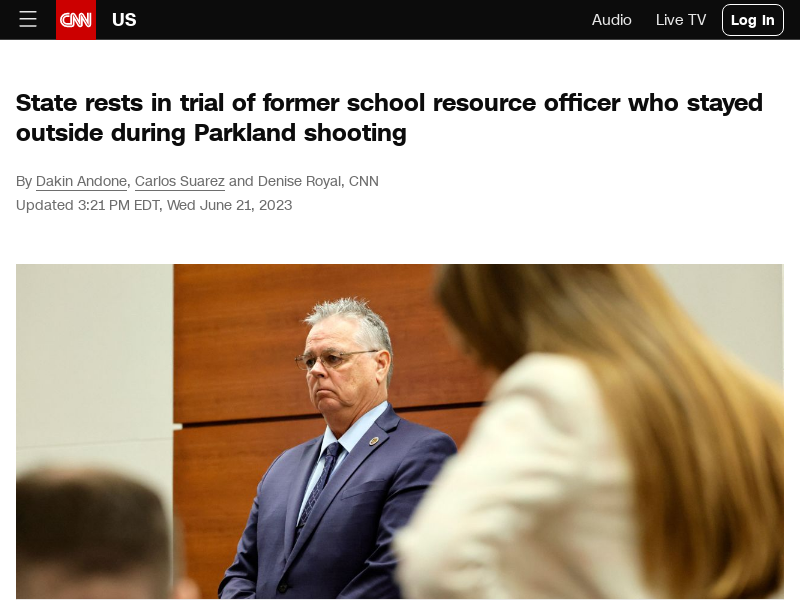 CNN US Audio Live TV Log In
State rests in trial of former school resource officer who stayed
outside during Parkland shooting
By Dakin Andone, Carlos Suarez and Denise Royal, CNN
Updated 3:21 PM EDT, Wed June 21, 2023